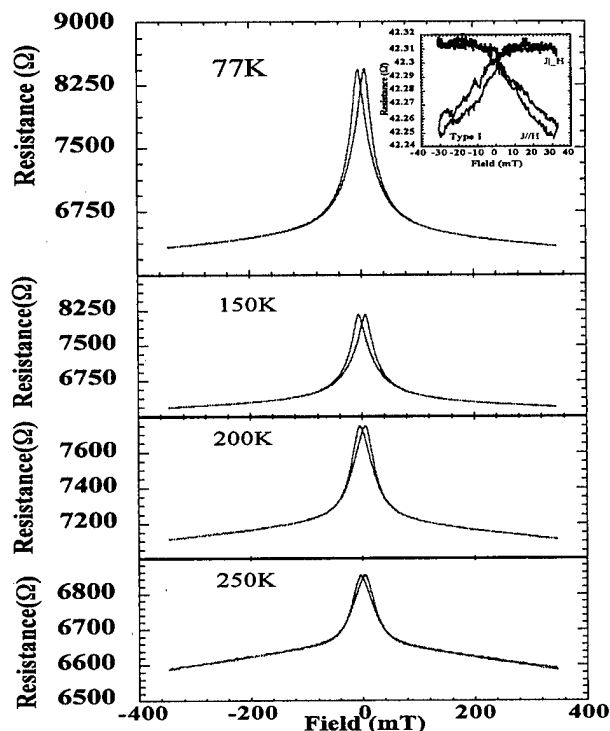 Resistance (Ω)
9000
8250
7500
6750
77K
Resistance (Ω)
42.32
42.31
42.3
42.29
42.28
42.27
42.26
42.25
42.24
J|_H
Type I
J//H
-40 -30 -20 -10 0 10 20 30 40
Field (mT)
Resistance(Ω)
8250
7500
6750
150K
Resistance(Ω)
7600
7400
7200
200K
Resistance(Ω)
6800
6700
6600
6500
250K
-400 -200 0 200 400
Field (mT)